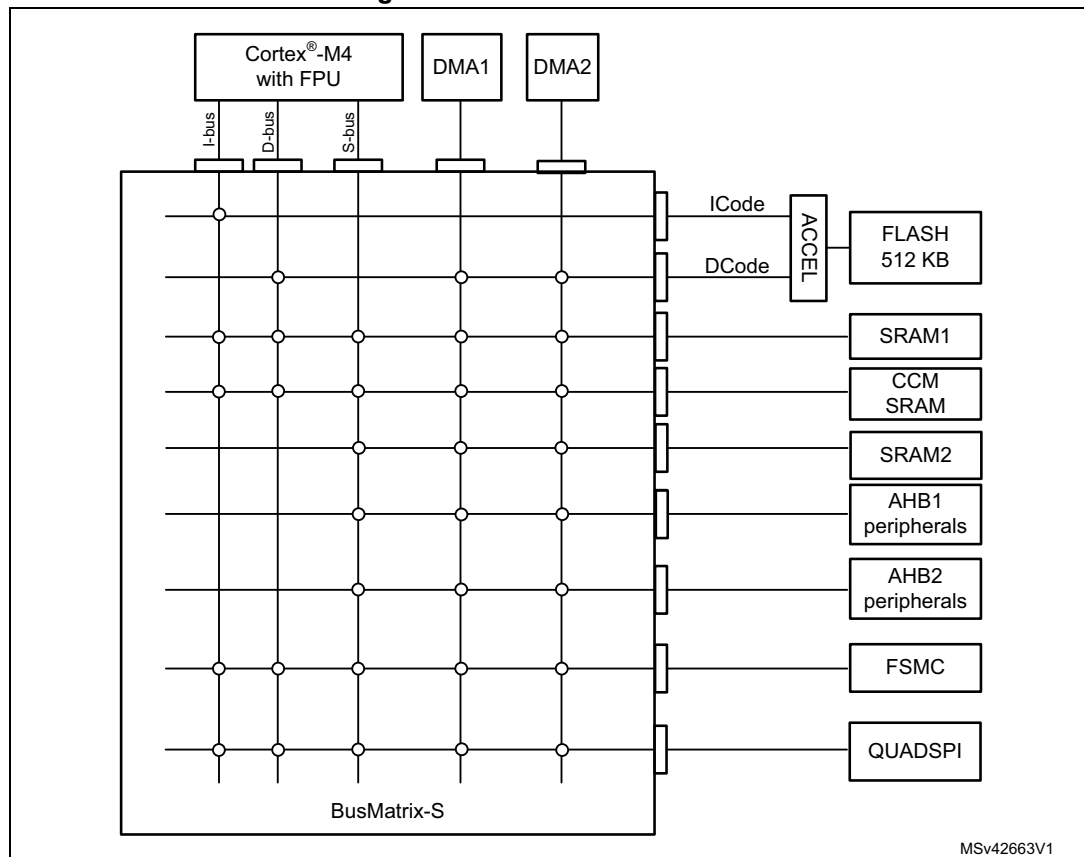 Cortex®-M4
with FPU
DMA1
DMA2
I-bus
D-bus
S-bus
ICode
DCode
ACCEL
FLASH
512 KB
SRAM1
CCM
SRAM
SRAM2
AHB1
peripherals
AHB2
peripherals
FSMC
QUADSPI
BusMatrix-S
MSv42663V1